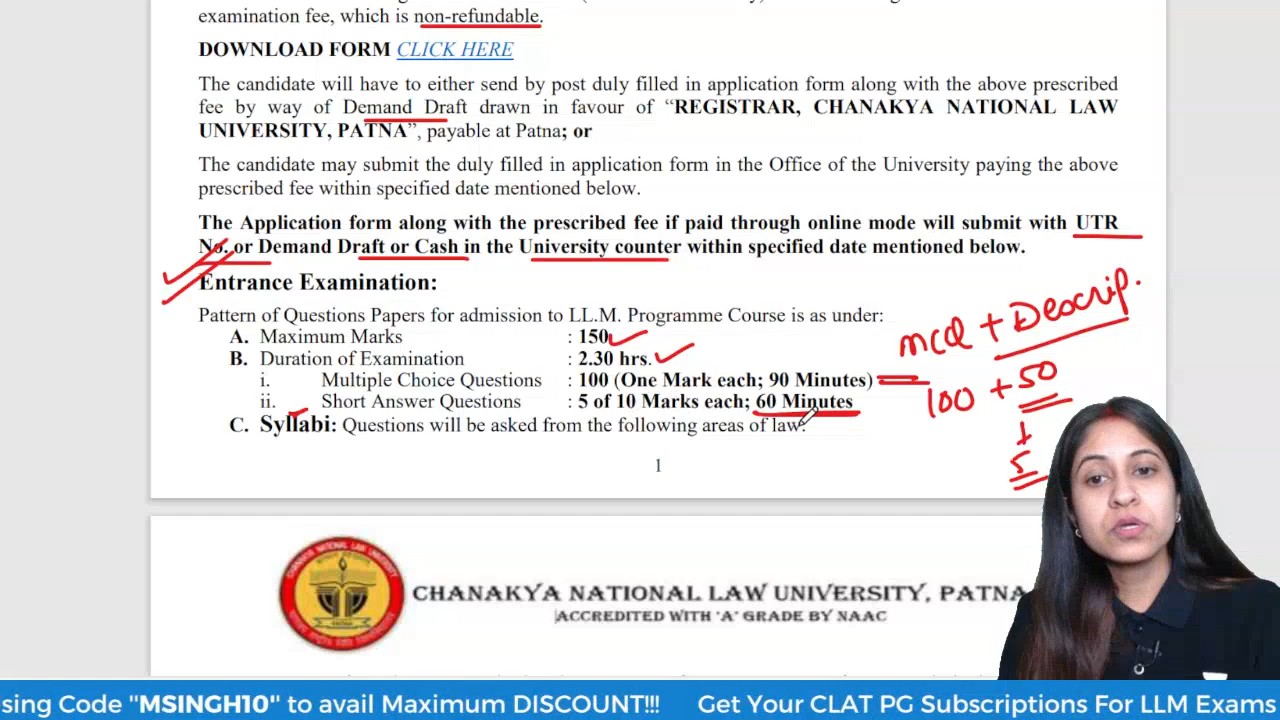 examination fee, which is non-refundable.
DOWNLOAD FORM CLICK HERE
The candidate will have to either send by post duly filled in application form along with the above prescribed
fee by way of Demand Draft drawn in favour of “REGISTRAR, CHANAKYA NATIONAL LAW
UNIVERSITY, PATNA”, payable at Patna; or
The candidate may submit the duly filled in application form in the Office of the University paying the above
prescribed fee within specified date mentioned below.
The Application form along with the prescribed fee if paid through online mode will submit with UTR
No. or Demand Draft or Cash in the University counter within specified date mentioned below.
Entrance Examination:
Pattern of Questions Papers for admission to LL.M. Programme Course is as under:
A. Maximum Marks : 150
B. Duration of Examination : 2.30 hrs.
i. Multiple Choice Questions : 100 (One Mark each; 90 Minutes)
ii. Short Answer Questions : 5 of 10 Marks each; 60 Minutes
C. Syllabi: Questions will be asked from the following areas of law:
MCQ + Descrip.
100 + 50
5
1
CHANAKYA NATIONAL LAW UNIVERSITY, PATNA
ACCREDITED WITH 'A' GRADE BY NAAC
sing Code "MSINGH10" to avail Maximum DISCOUNT!!! Get Your CLAT PG Subscriptions For LLM Exams